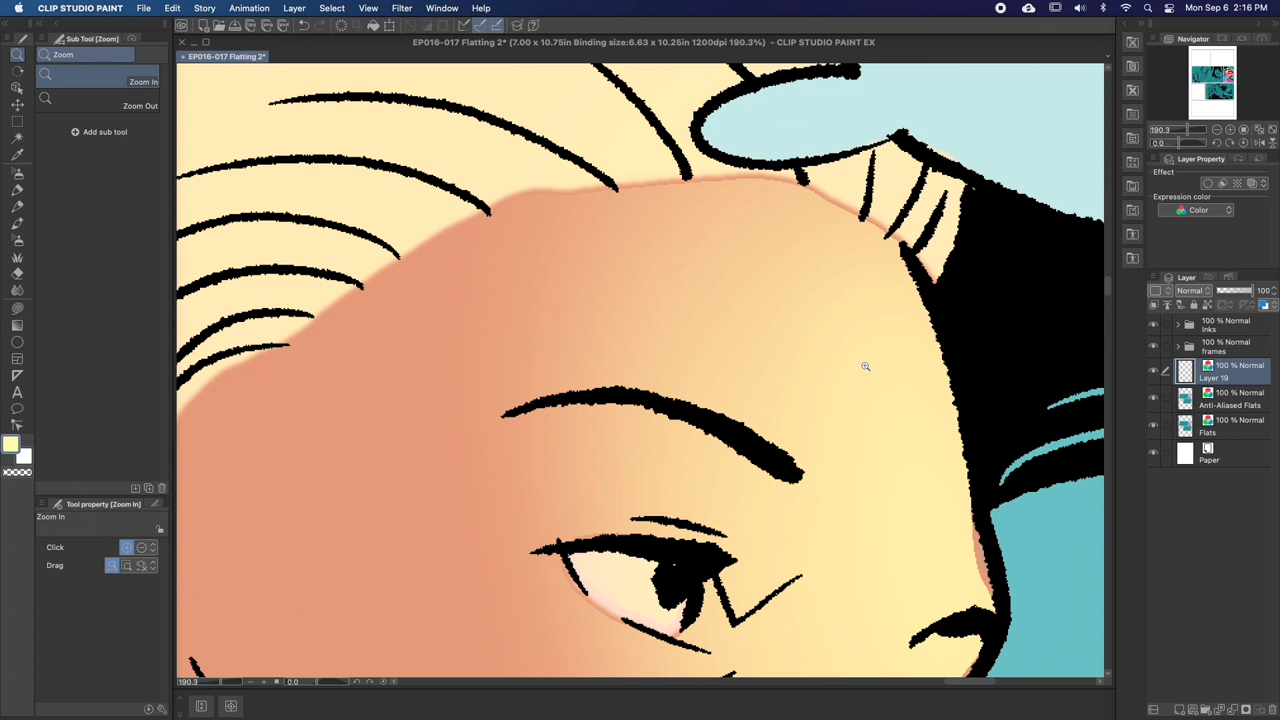 CLIP STUDIO PAINT File Edit Story Animation Layer Select View Filter Window Help Mon Sep 6 2:16 PM
EP016-017 Flatting 2* (7.00 x 10.75in Binding size:6.63 x 10.25in 1200dpi 190.3%) - CLIP STUDIO PAINT EX
Sub Tool [Zoom]
Zoom
EP016-017 Flatting 2*
Zoom In
Zoom Out
Add sub tool
Navigator
190.3
0.0
Layer Property
Effect
Expression color
Color
Layer
Normal 100
100 % Normal
Inks
100 % Normal
frames
100 % Normal
Layer 19
100 % Normal
Anti-Aliased Flats
100 % Normal
Flats
Paper
Tool property [Zoom In]
Zoom In
Click
Drag
190.3 0.0